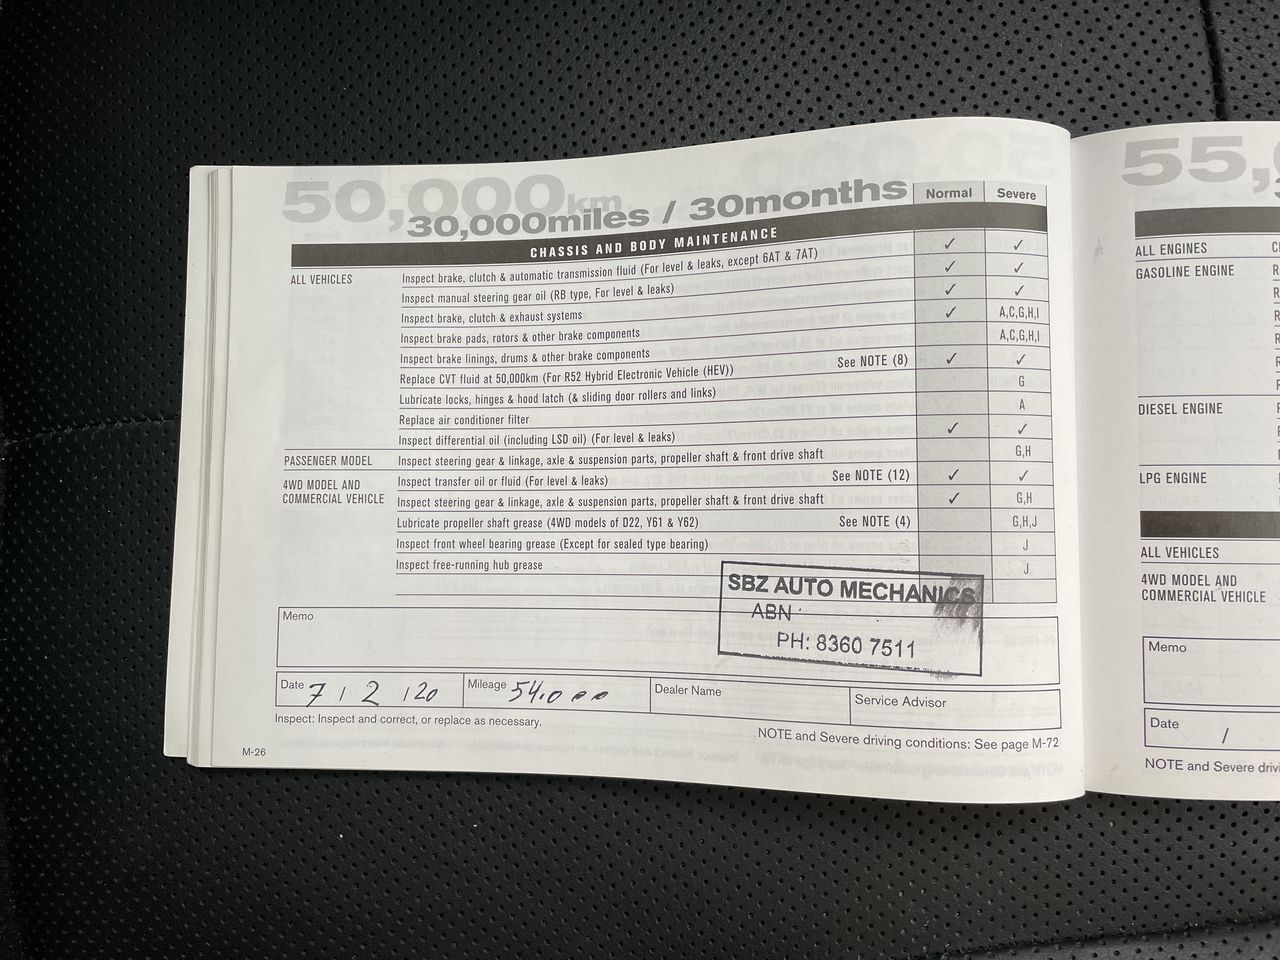 50,000km
30,000miles / 30months
Normal Severe
CHASSIS AND BODY MAINTENANCE
ALL VEHICLES Inspect brake, clutch & automatic transmission fluid (For level & leaks, except 6AT & 7AT) ✓ ✓
Inspect manual steering gear oil (RB type, For level & leaks) ✓ ✓
Inspect brake, clutch & exhaust systems ✓ ✓
Inspect brake pads, rotors & other brake components ✓ A,C,G,H,I
Inspect brake linings, drums & other brake components A,C,G,H,I
Replace CVT fluid at 50,000km (For R52 Hybrid Electronic Vehicle (HEV)) See NOTE (8) ✓ ✓
Lubricate locks, hinges & hood latch (& sliding door rollers and links) G
Replace air conditioner filter A
Inspect differential oil (including LSD oil) (For level & leaks) ✓ ✓
PASSENGER MODEL Inspect steering gear & linkage, axle & suspension parts, propeller shaft & front drive shaft G,H
4WD MODEL AND COMMERCIAL VEHICLE Inspect transfer oil or fluid (For level & leaks) See NOTE (12) ✓ ✓
Inspect steering gear & linkage, axle & suspension parts, propeller shaft & front drive shaft ✓ G,H
Lubricate propeller shaft grease (4WD models of D22, Y61 & Y62) See NOTE (4) G,H,J
Inspect front wheel bearing grease (Except for sealed type bearing) J
Inspect free-running hub grease J
SBZ AUTO MECHANICS
ABN
PH: 8360 7511
Memo
Date 7 / 2 / 20 Mileage 54.000 Dealer Name Service Advisor
Inspect: Inspect and correct, or replace as necessary.
NOTE and Severe driving conditions: See page M-72
M-26
55,
ALL ENGINES
GASOLINE ENGINE
DIESEL ENGINE
LPG ENGINE
ALL VEHICLES
4WD MODEL AND
COMMERCIAL VEHICLE
Memo
Date /
NOTE and Severe